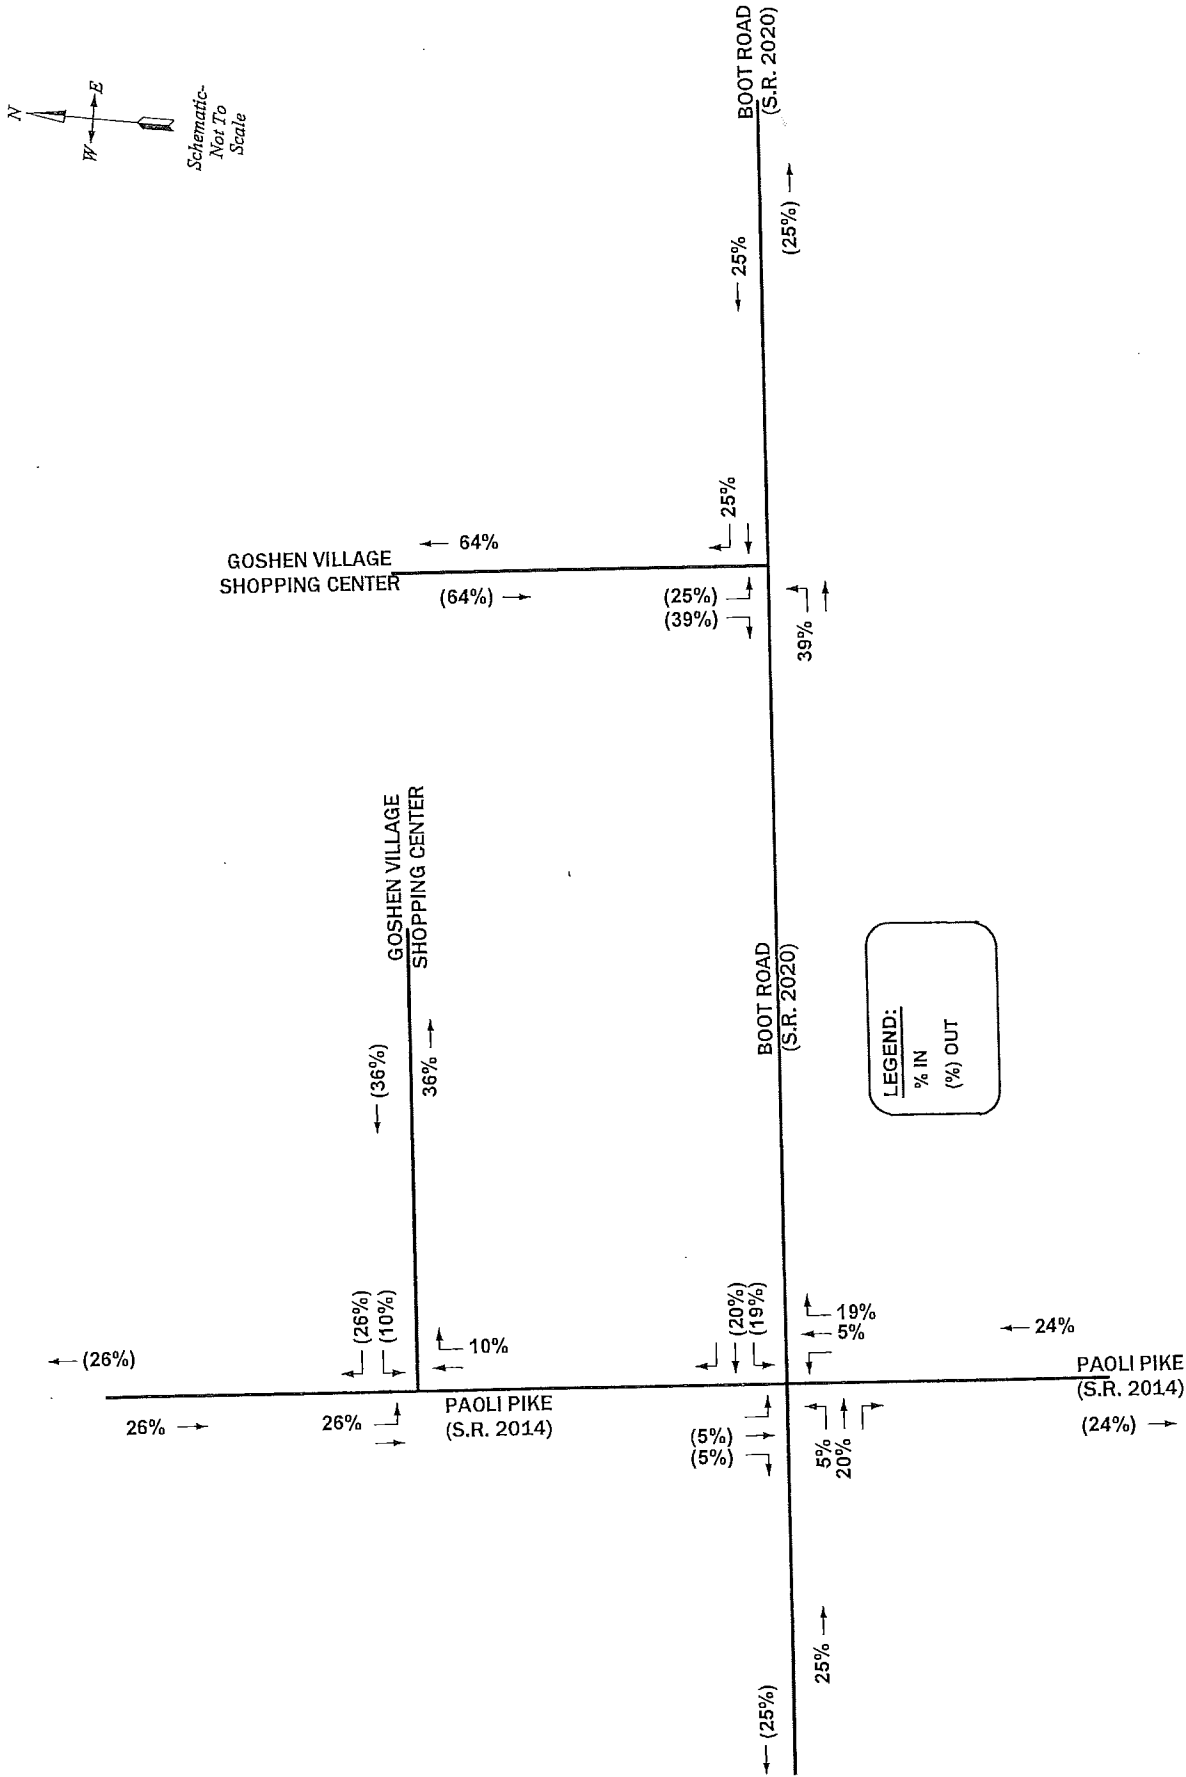 N
W
E
Schematic-
Not To
Scale
BOOT ROAD
(S.R. 2020)
25%
(25%)
GOSHEN VILLAGE
SHOPPING CENTER
64%
(64%)
25%
(25%)
(39%)
39%
GOSHEN VILLAGE
SHOPPING CENTER
(36%)
36%
BOOT ROAD
(S.R. 2020)
LEGEND:
% IN
(%) OUT
(26%)
26%
(26%)
(10%)
26%
10%
PAOLI PIKE
(S.R. 2014)
(20%)
(19%)
19%
5%
(5%)
(5%)
5%
20%
24%
PAOLI PIKE
(S.R. 2014)
(24%)
(25%)
25%